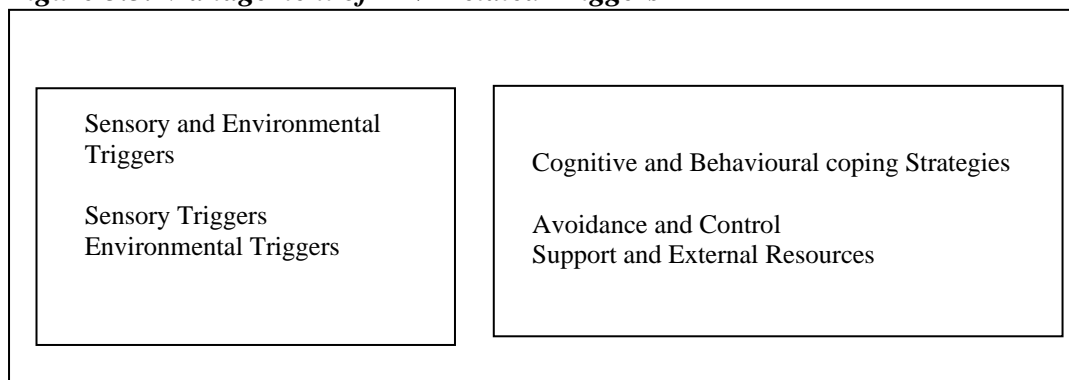 Sensory and Environmental
Triggers
Sensory Triggers
Environmental Triggers
Cognitive and Behavioural coping Strategies
Avoidance and Control
Support and External Resources